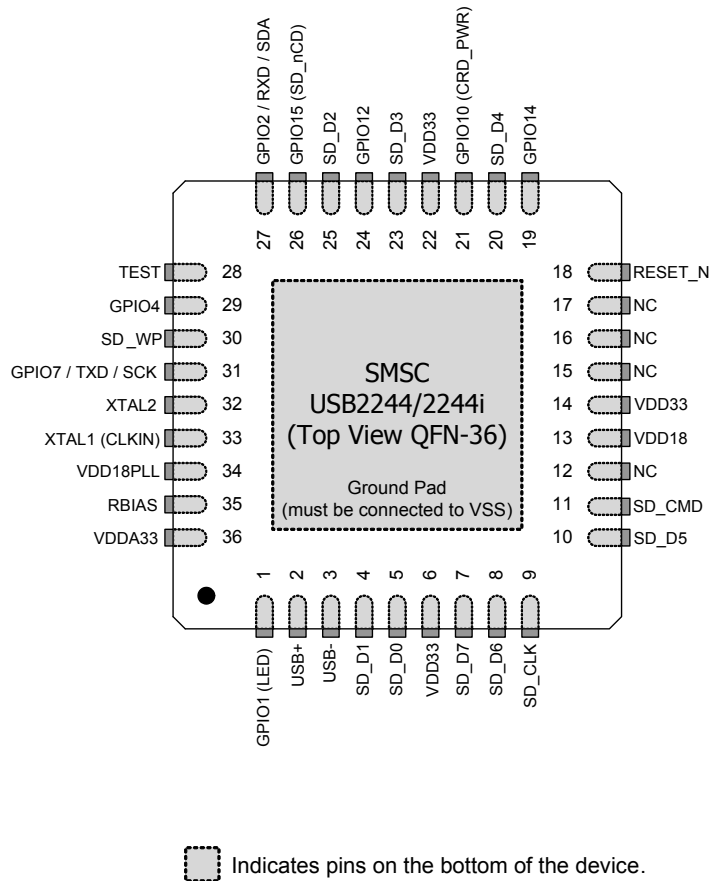 GPIO2 / RXD / SDA
GPIO15 (SD_nCD)
SD_D2
GPIO12
SD_D3
VDD33
GPIO10 (CRD_PWR)
SD_D4
GPIO14
27
26
25
24
23
22
21
20
19
TEST 28
GPIO4 29
SD_WP 30
GPIO7 / TXD / SCK 31
XTAL2 32
XTAL1 (CLKIN) 33
VDD18PLL 34
RBIAS 35
VDDA33 36
SMSC
USB2244/2244i
(Top View QFN-36)
Ground Pad
(must be connected to VSS)
18 RESET_N
17 NC
16 NC
15 NC
14 VDD33
13 VDD18
12 NC
11 SD_CMD
10 SD_D5
1
2
3
4
5
6
7
8
9
GPIO1 (LED)
USB+
USB-
SD_D1
SD_D0
VDD33
SD_D7
SD_D6
SD_CLK
Indicates pins on the bottom of the device.